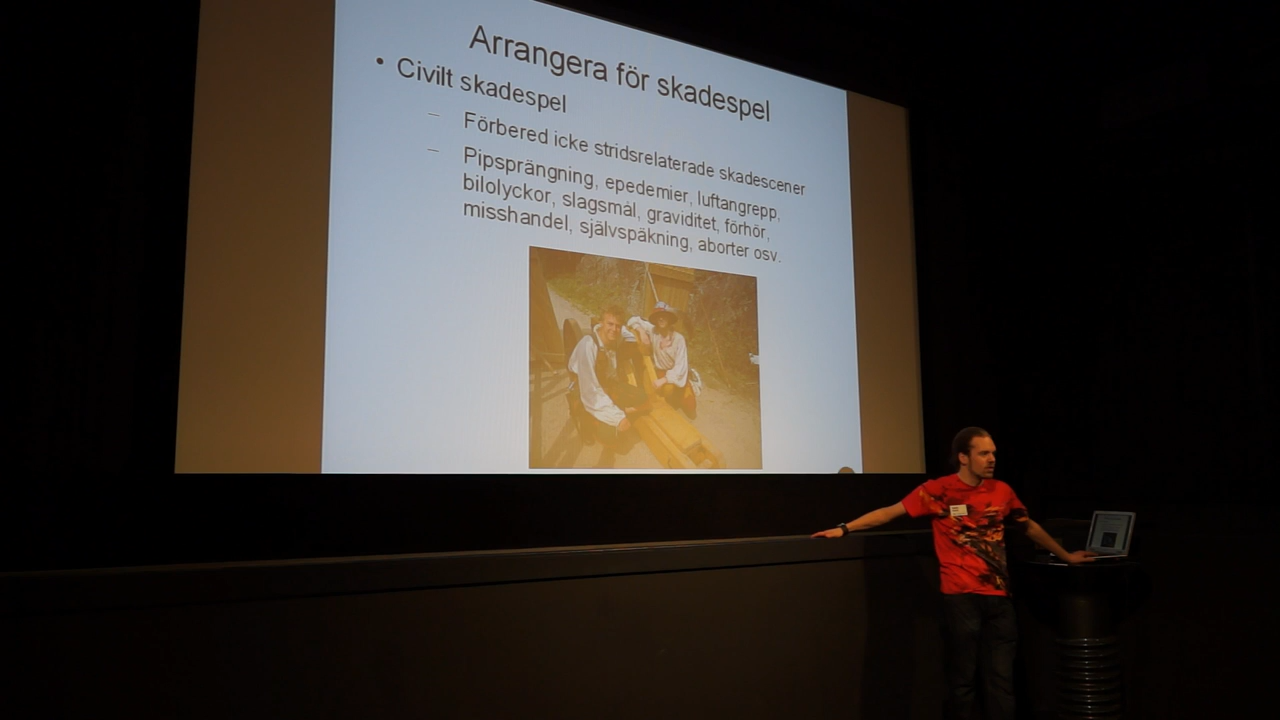 Arrangera för skadespel
• Civilt skadespel
– Förbered icke stridsrelaterade skadescener
– Pipsprängning, epedemier, luftangrepp,
bilolyckor, slagsmål, graviditet, förhör,
misshandel, självspäkning, aborter osv.